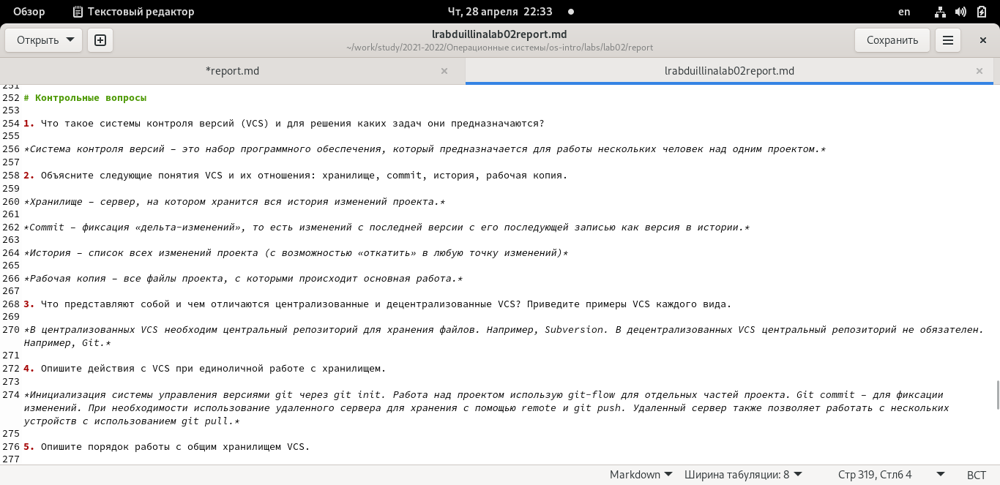 Обзор Текстовый редактор Чт, 28 апреля 22:33 en
Открыть lrabduillinalab02report.md Сохранить
~/work/study/2021-2022/Операционные системы/os-intro/labs/lab02/report
*report.md lrabduillinalab02report.md
251
252 # Контрольные вопросы
253
254 1. Что такое системы контроля версий (VCS) и для решения каких задач они предназначаются?
255
256 *Система контроля версий – это набор программного обеспечения, который предназначается для работы нескольких человек над одним проектом.*
257
258 2. Объясните следующие понятия VCS и их отношения: хранилище, commit, история, рабочая копия.
259
260 *Хранилище – сервер, на котором хранится вся история изменений проекта.*
261
262 *Commit – фиксация «дельта-изменений», то есть изменений с последней версии с его последующей записью как версия в истории.*
263
264 *История – список всех изменений проекта (с возможностью «откатить» в любую точку изменений)*
265
266 *Рабочая копия – все файлы проекта, с которыми происходит основная работа.*
267
268 3. Что представляют собой и чем отличаются централизованные и децентрализованные VCS? Приведите примеры VCS каждого вида.
269
270 *В централизованных VCS необходим центральный репозиторий для хранения файлов. Например, Subversion. В децентрализованных VCS центральный репозиторий не обязателен.
Например, Git.*
271
272 4. Опишите действия с VCS при единоличной работе с хранилищем.
273
274 *Инициализация системы управления версиями git через git init. Работа над проектом использую git-flow для отдельных частей проекта. Git commit – для фиксации
изменений. При необходимости использование удаленного сервера для хранения с помощью remote и git push. Удаленный сервер также позволяет работать с нескольких
устройств с использованием git pull.*
275
276 5. Опишите порядок работы с общим хранилищем VCS.
277
Markdown Ширина табуляции: 8 Стр 319, Стлб 4 ВСТ